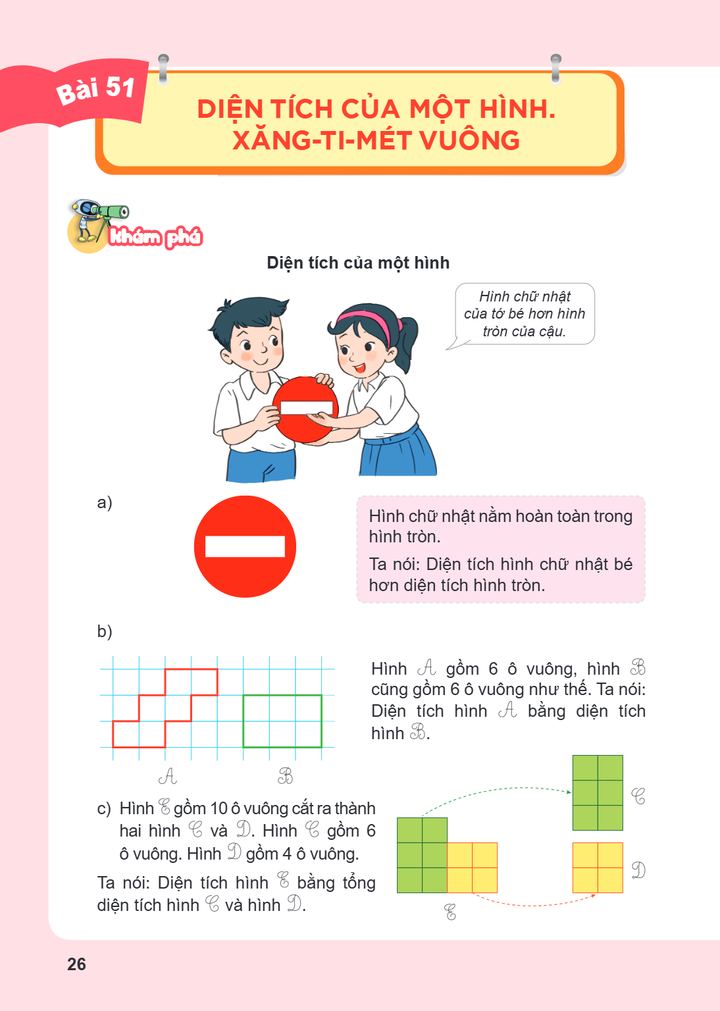 Bài 51
DIỆN TÍCH CỦA MỘT HÌNH.
XĂNG-TI-MÉT VUÔNG
Khám phá
Diện tích của một hình
Hình chữ nhật
của tớ bé hơn hình
tròn của cậu.
a)
Hình chữ nhật nằm hoàn toàn trong
hình tròn.
Ta nói: Diện tích hình chữ nhật bé
hơn diện tích hình tròn.
b)
Hình A gồm 6 ô vuông, hình B
cũng gồm 6 ô vuông như thế. Ta nói:
Diện tích hình A bằng diện tích
hình B.
A
B
c) Hình E gồm 10 ô vuông cắt ra thành
hai hình C và D. Hình C gồm 6
ô vuông. Hình D gồm 4 ô vuông.
Ta nói: Diện tích hình E bằng tổng
diện tích hình C và hình D.
C
D
E
26